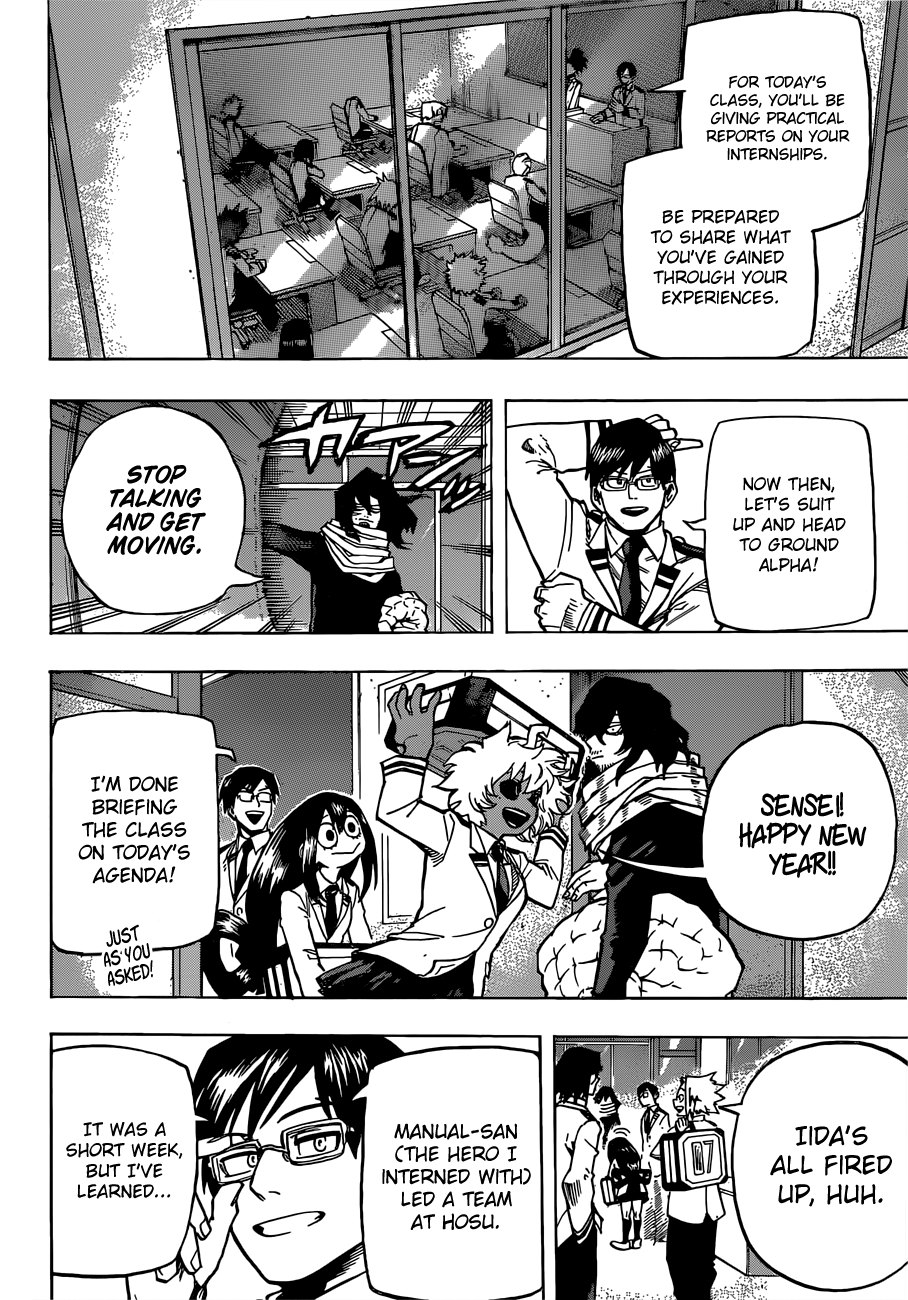 FOR TODAY'S
CLASS, YOU'LL BE
GIVING PRACTICAL
REPORTS ON YOUR
INTERNSHIPS.
BE PREPARED
TO SHARE WHAT
YOU'VE GAINED
THROUGH YOUR
EXPERIENCES.
NOW THEN,
LET'S SUIT
UP AND HEAD
TO GROUND
ALPHA!
STOP
TALKING
AND GET
MOVING.
SENSEI!
HAPPY NEW
YEAR!!
I'M DONE
BRIEFING
THE CLASS
ON TODAY'S
AGENDA!
JUST
AS YOU
ASKED!
IIDA'S
ALL FIRED
UP, HUH.
07
MANUAL-SAN
(THE HERO I
INTERNED WITH)
LED A TEAM
AT HOSU.
IT WAS A
SHORT WEEK,
BUT I'VE
LEARNED...